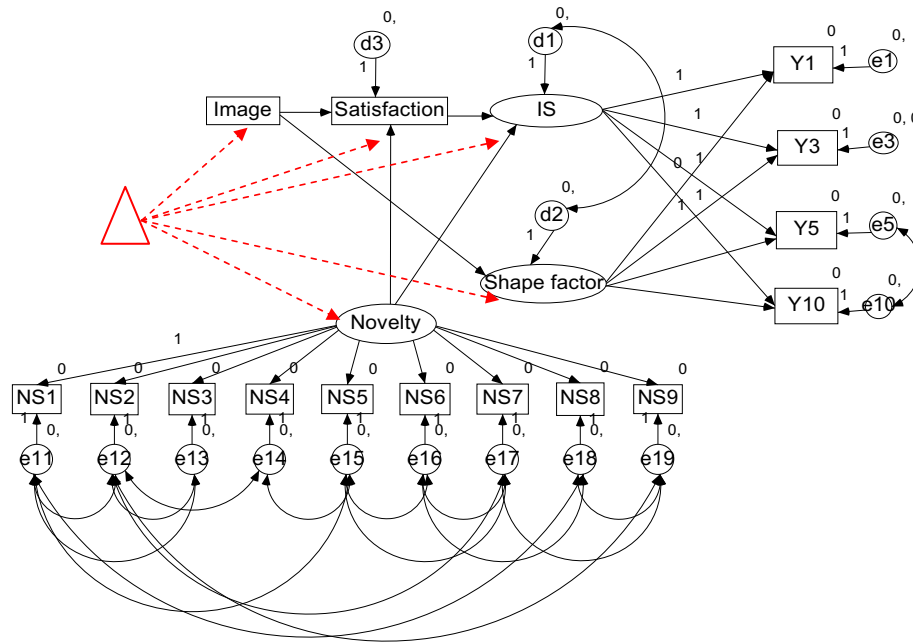 0, 0,
d3 d1 0 0,
1 1 1 Y1 1 e1
Image Satisfaction IS
1 0 0, 0
Y3 1 e3
0 1
0, 1 1 0 0,
d2 Y5 1 e5
1
Shape factor 0 0,
Y10 1 e10
Novelty
1
0 0 0 0 0 0 0 0 0
NS1 NS2 NS3 NS4 NS5 NS6 NS7 NS8 NS9
1 1 1 1 1 1 1 1 1
0, 0, 0, 0, 0, 0, 0, 0, 0,
e11 e12 e13 e14 e15 e16 e17 e18 e19